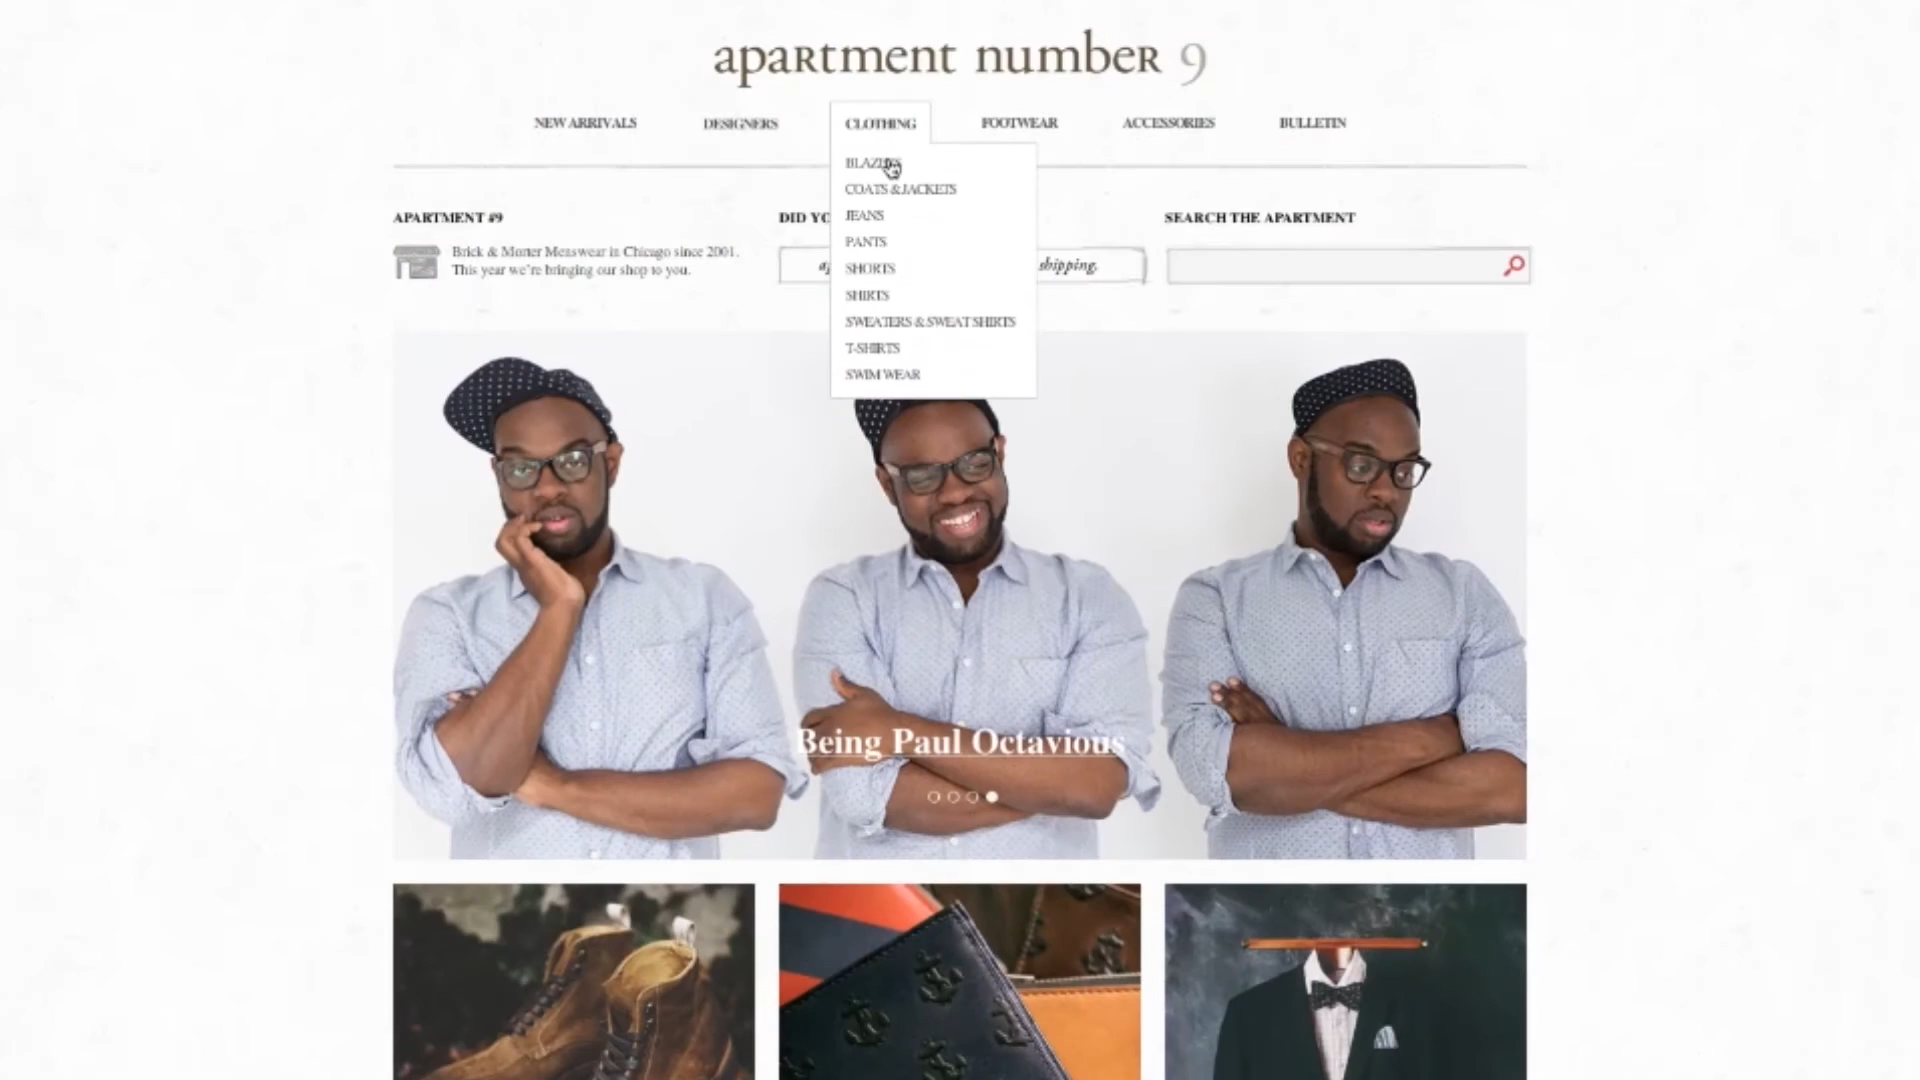 apartment number 9
NEW ARRIVALS
DESIGNERS
CLOTHING
FOOTWEAR
ACCESSORIES
BULLETIN
BLAZERS
COATS & JACKETS
JEANS
PANTS
SHORTS
SHIRTS
SWEATERS & SWEAT SHIRTS
T-SHIRTS
SWIM WEAR
APARTMENT #9
Brick & Morter Menswear in Chicago since 2001.
This year we're bringing our shop to you.
DID
shipping.
SEARCH THE APARTMENT
Being Paul Octavious